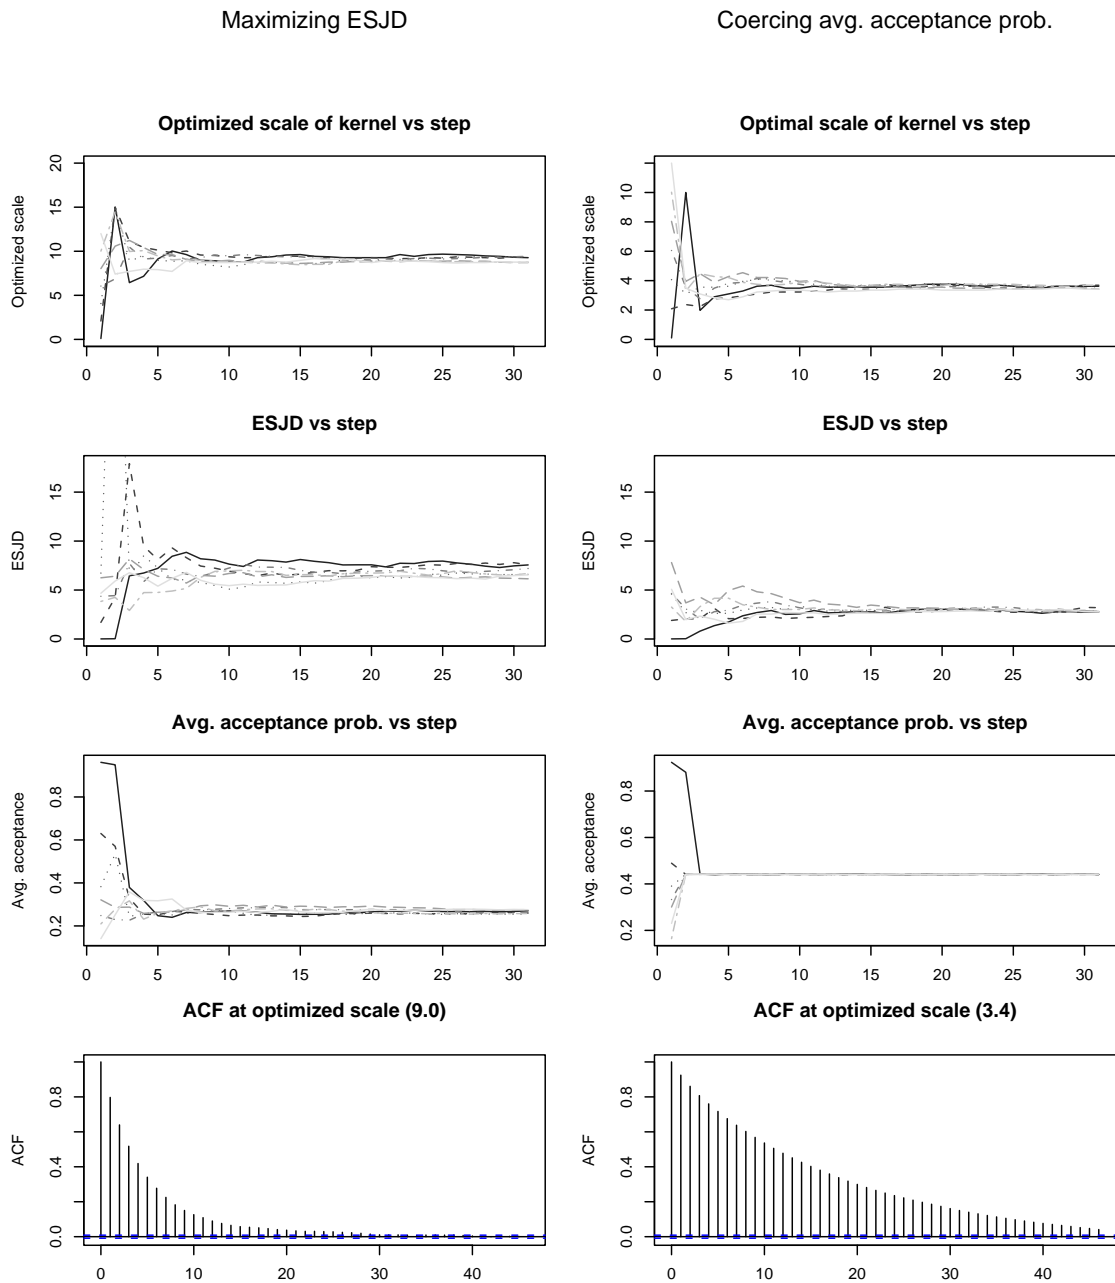 Maximizing ESJD
Coercing avg. acceptance prob.
Optimized scale of kernel vs step
Optimized scale
0 5 10 15 20
0 5 10 15 20 25 30
Optimal scale of kernel vs step
Optimized scale
0 2 4 6 8 10
0 5 10 15 20 25 30
ESJD vs step
ESJD
0 5 10 15
0 5 10 15 20 25 30
ESJD vs step
ESJD
0 5 10 15
0 5 10 15 20 25 30
Avg. acceptance prob. vs step
Avg. acceptance
0.2 0.4 0.6 0.8
0 5 10 15 20 25 30
Avg. acceptance prob. vs step
Avg. acceptance
0.2 0.4 0.6 0.8
0 5 10 15 20 25 30
ACF at optimized scale (9.0)
ACF
0.0 0.4 0.8
0 10 20 30 40
ACF at optimized scale (3.4)
ACF
0.0 0.4 0.8
0 10 20 30 40